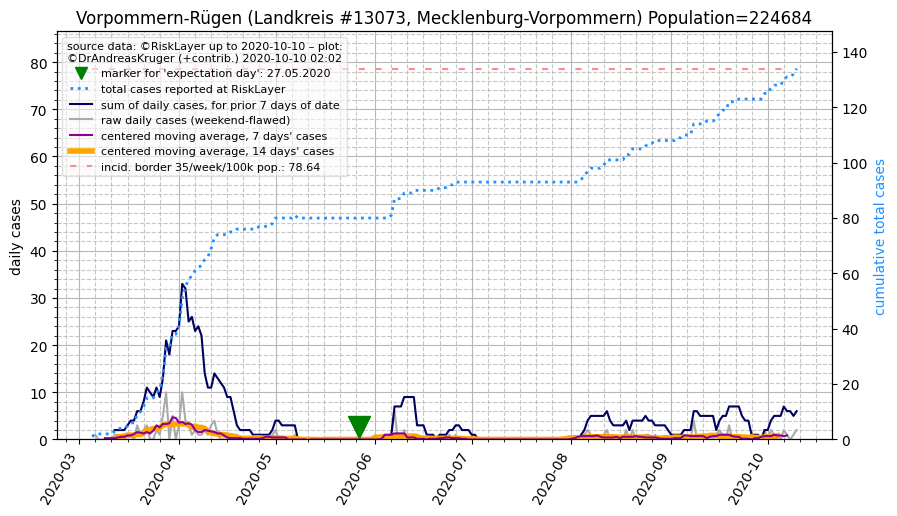 Vorpommern-Rügen (Landkreis #13073, Mecklenburg-Vorpommern) Population=224684
source data: ©RiskLayer up to 2020-10-10 – plot:
©DrAndreasKruger (+contrib.) 2020-10-10 02:02
marker for 'expectation day': 27.05.2020
total cases reported at RiskLayer
sum of daily cases, for prior 7 days of date
raw daily cases (weekend-flawed)
centered moving average, 7 days' cases
centered moving average, 14 days' cases
incid. border 35/week/100k pop.: 78.64
daily cases
80
70
60
50
40
30
20
10
0
cumulative total cases
140
120
100
80
60
40
20
0
2020-03
2020-04
2020-05
2020-06
2020-07
2020-08
2020-09
2020-10